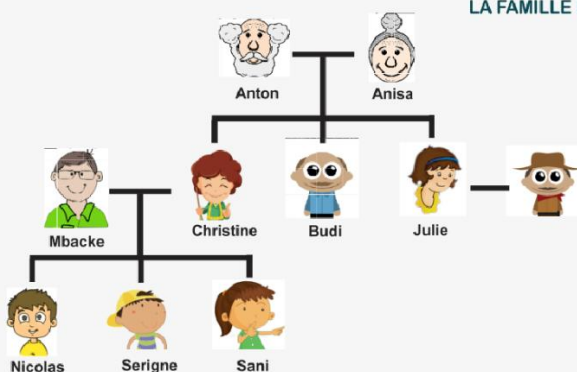 LA FAMILLE
Anton Anisa
Mbacke Christine Budi Julie
Nicolas Serigne Sani